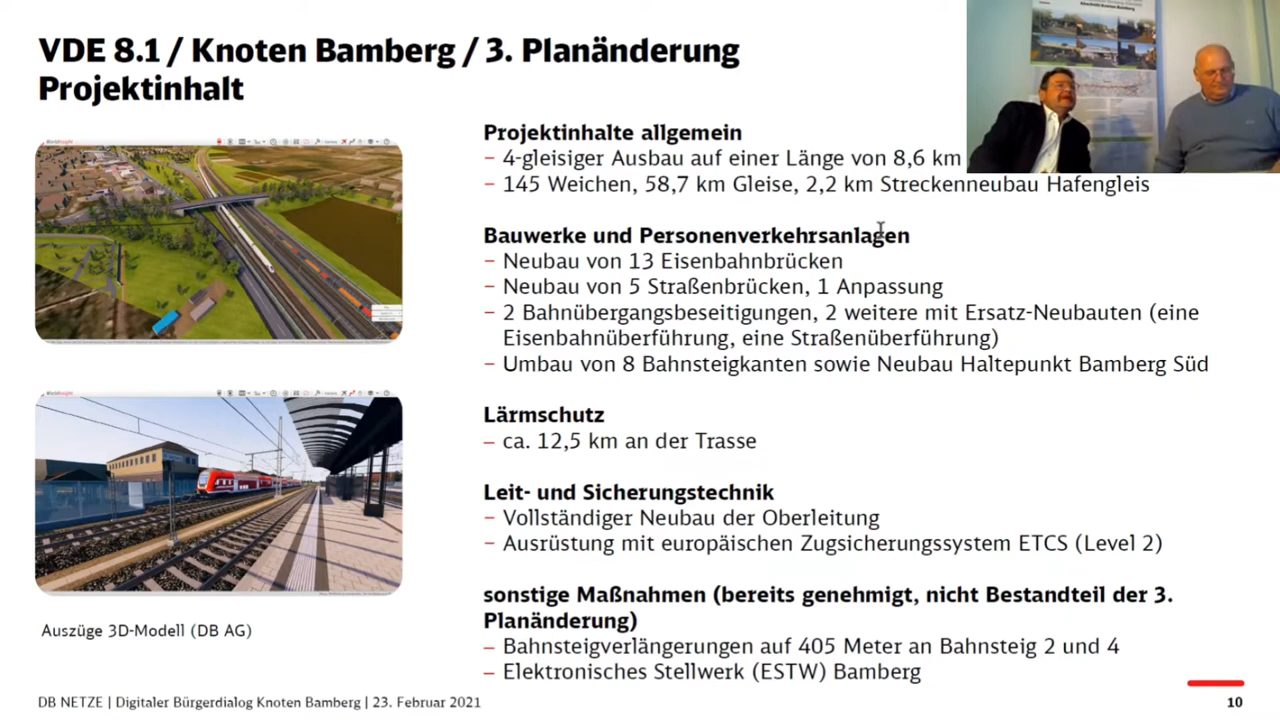 VDE 8.1 / Knoten Bamberg / 3. Planänderung
Projektinhalt
Projektinhalte allgemein
– 4-gleisiger Ausbau auf einer Länge von 8,6 km
– 145 Weichen, 58,7 km Gleise, 2,2 km Streckenneubau Hafengleis
Bauwerke und Personenverkehrsanlagen
– Neubau von 13 Eisenbahnbrücken
– Neubau von 5 Straßenbrücken, 1 Anpassung
– 2 Bahnübergangsbeseitigungen, 2 weitere mit Ersatz-Neubauten (eine
Eisenbahnüberführung, eine Straßenüberführung)
– Umbau von 8 Bahnsteigkanten sowie Neubau Haltepunkt Bamberg Süd
Lärmschutz
– ca. 12,5 km an der Trasse
Leit- und Sicherungstechnik
– Vollständiger Neubau der Oberleitung
– Ausrüstung mit europäischen Zugsicherungssystem ETCS (Level 2)
sonstige Maßnahmen (bereits genehmigt, nicht Bestandteil der 3.
Planänderung)
– Bahnsteigverlängerungen auf 405 Meter an Bahnsteig 2 und 4
– Elektronisches Stellwerk (ESTW) Bamberg
Auszüge 3D-Modell (DB AG)
DB NETZE | Digitaler Bürgerdialog Knoten Bamberg | 23. Februar 2021
10